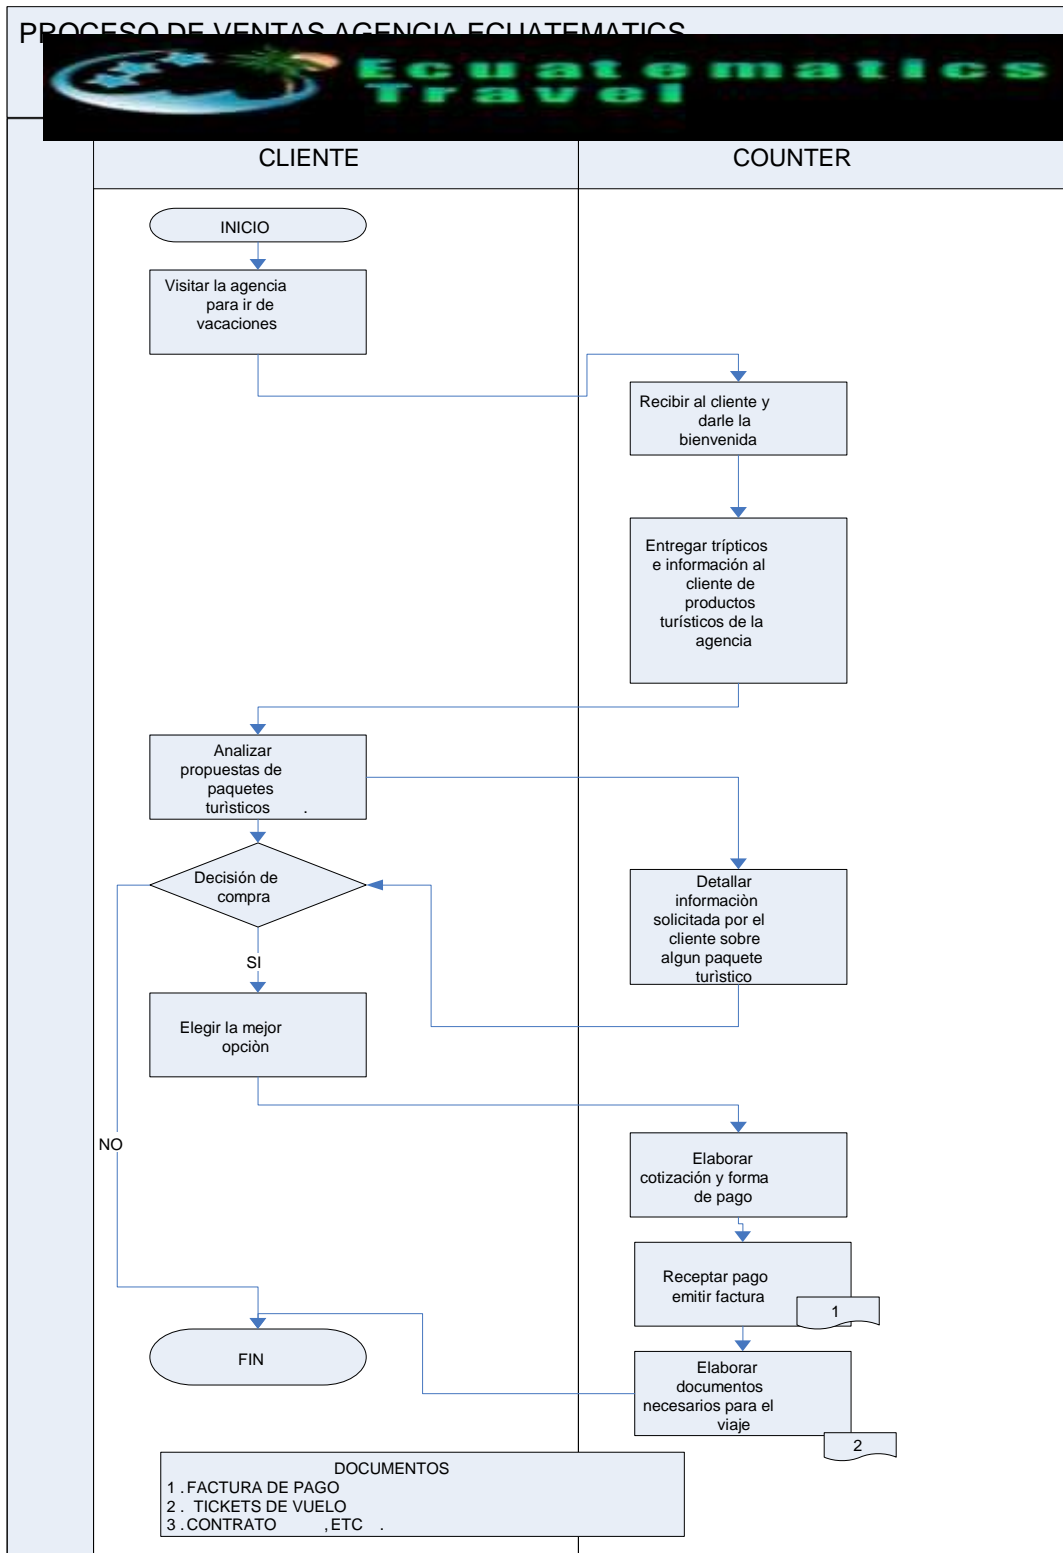 PROCESO DE VENTAS AGENCIA ECUATEMATICS
Ecuatematics
Travel
CLIENTE
COUNTER
INICIO
Visitar la agencia
para ir de
vacaciones
Recibir al cliente y
darle la
bienvenida
Entregar trípticos
e información al
cliente de
productos
turísticos de la
agencia
Analizar
propuestas de
paquetes
turìsticos .
Decisión de
compra
Detallar
informaciòn
solicitada por el
cliente sobre
algun paquete
turìstico
SI
Elegir la mejor
opciòn
NO
Elaborar
cotización y forma
de pago
Receptar pago
emitir factura
1
FIN
Elaborar
documentos
necesarios para el
viaje
2
DOCUMENTOS
1 . FACTURA DE PAGO
2 . TICKETS DE VUELO
3 . CONTRATO , ETC .